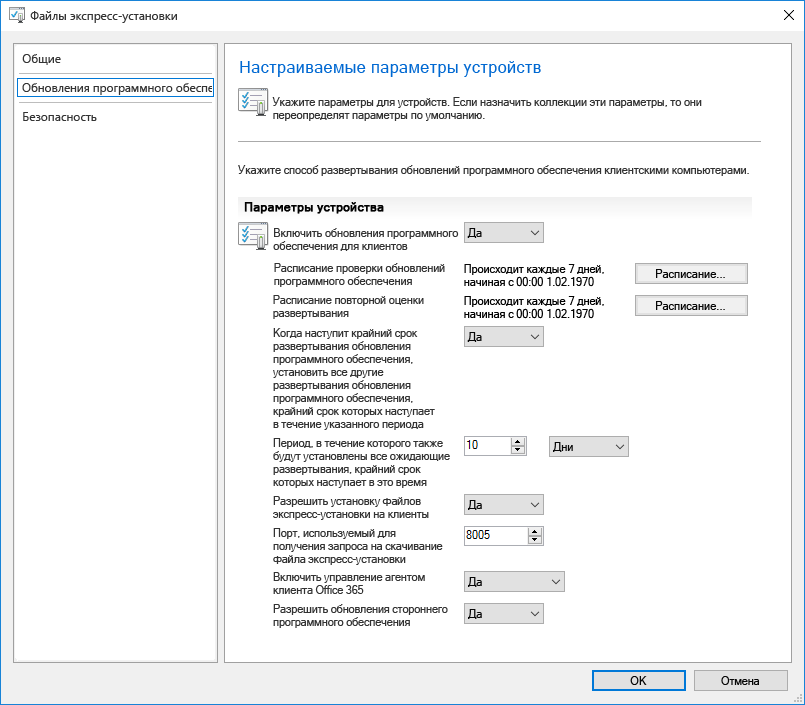 Файлы экспресс-установки
Общие
Обновления программного обеспе
Безопасность
Настраиваемые параметры устройств
Укажите параметры для устройств. Если назначить коллекции эти параметры, то они
переопределят параметры по умолчанию.
Укажите способ развертывания обновлений программного обеспечения клиентскими компьютерами.
Параметры устройства
Включить обновления программного
обеспечения для клиентов
Да
Расписание проверки обновлений
программного обеспечения
Происходит каждые 7 дней,
начиная с 00:00 1.02.1970
Расписание...
Расписание повторной оценки
развертывания
Происходит каждые 7 дней,
начиная с 00:00 1.02.1970
Расписание...
Когда наступит крайний срок
развертывания обновления
программного обеспечения,
установить все другие
развертывания обновления
программного обеспечения,
крайний срок которых наступает
в течение указанного периода
Да
Период, в течение которого также
будут установлены все ожидающие
развертывания, крайний срок
которых наступает в это время
10
Дни
Разрешить установку файлов
экспресс-установки на клиенты
Да
Порт, используемый для
получения запроса на скачивание
файла экспресс-установки
8005
Включить управление агентом
клиента Office 365
Да
Разрешить обновления стороннего
программного обеспечения
Да
OK
Отмена